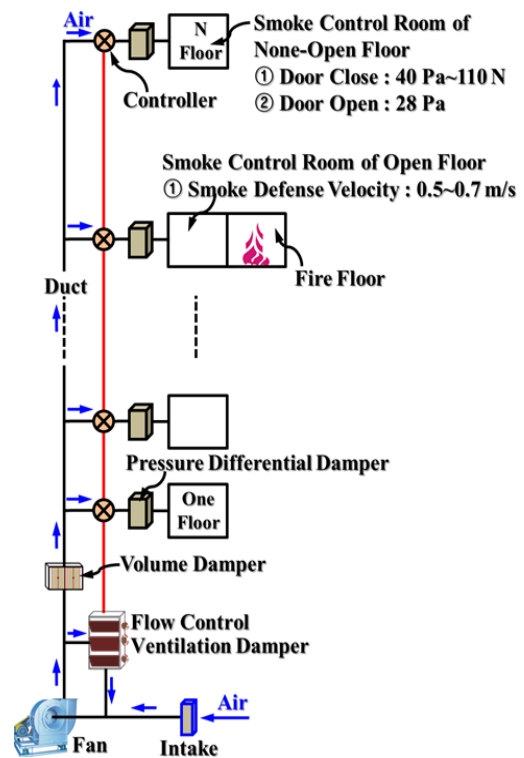 Air
N
Floor
Smoke Control Room of
None-Open Floor
① Door Close : 40 Pa~110 N
② Door Open : 28 Pa
Controller
Smoke Control Room of Open Floor
① Smoke Defense Velocity : 0.5~0.7 m/s
Fire Floor
Duct
Pressure Differential Damper
One
Floor
Volume Damper
Flow Control
Ventilation Damper
Air
Fan
Intake